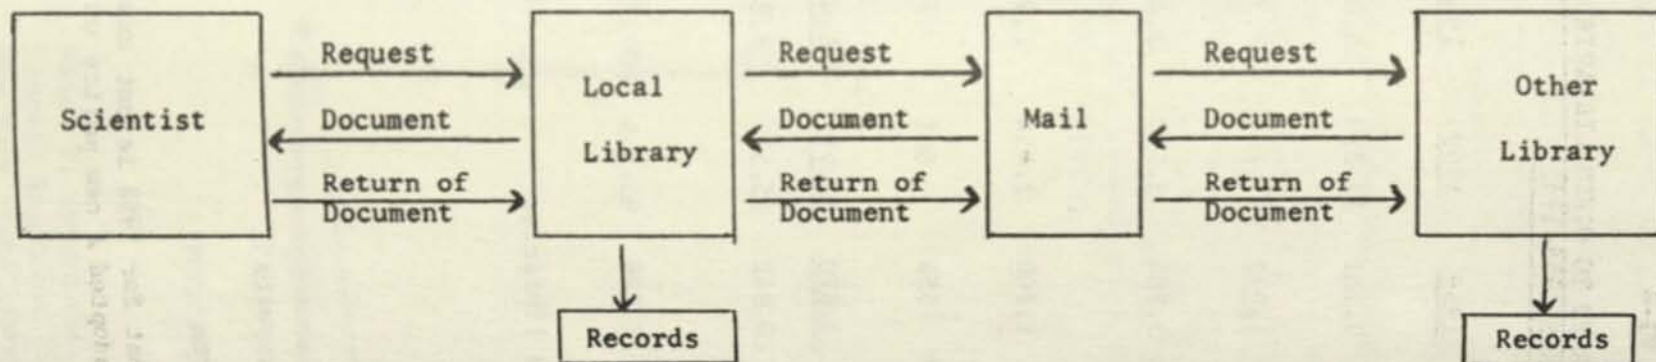 Scientist
Request
Document
Return of
Document
Local
Library
Request
Document
Return of
Document
Mail
Request
Document
Return of
Document
Other
Library
Records
Records